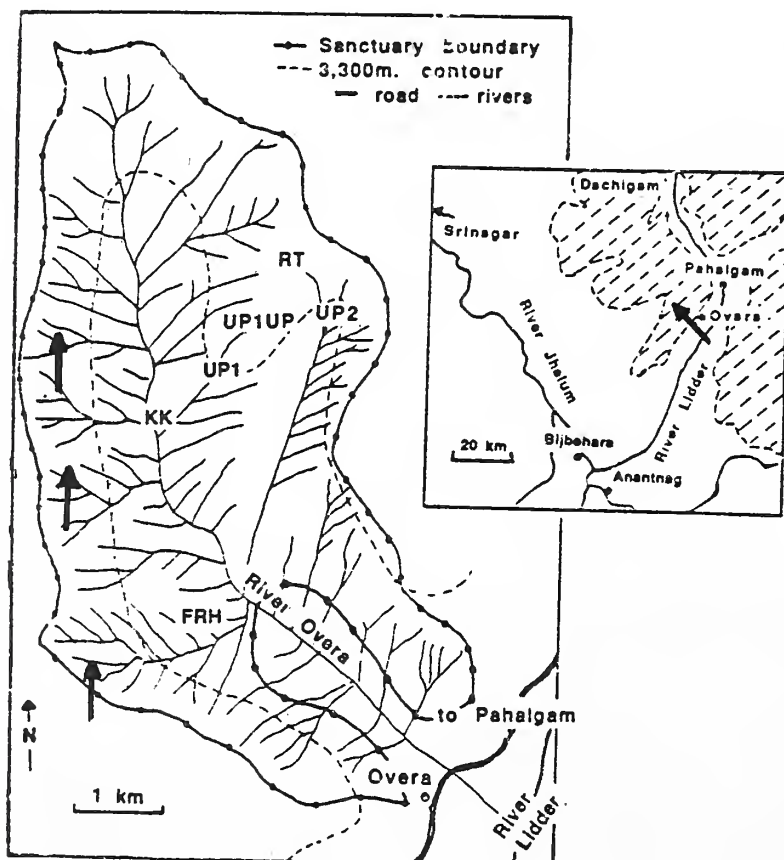 Sanctuary boundary
3,300m. contour
road rivers
RT
UP1UP UP2
UP1
KK
FRH
River Overa
to Pahalgam
Overa
River Lidder
N
1 km
Dachigam
Srinagar
Pahalgam
Overa
River Jhelum
River Lidder
20 km
Bijbehara
Anantnag